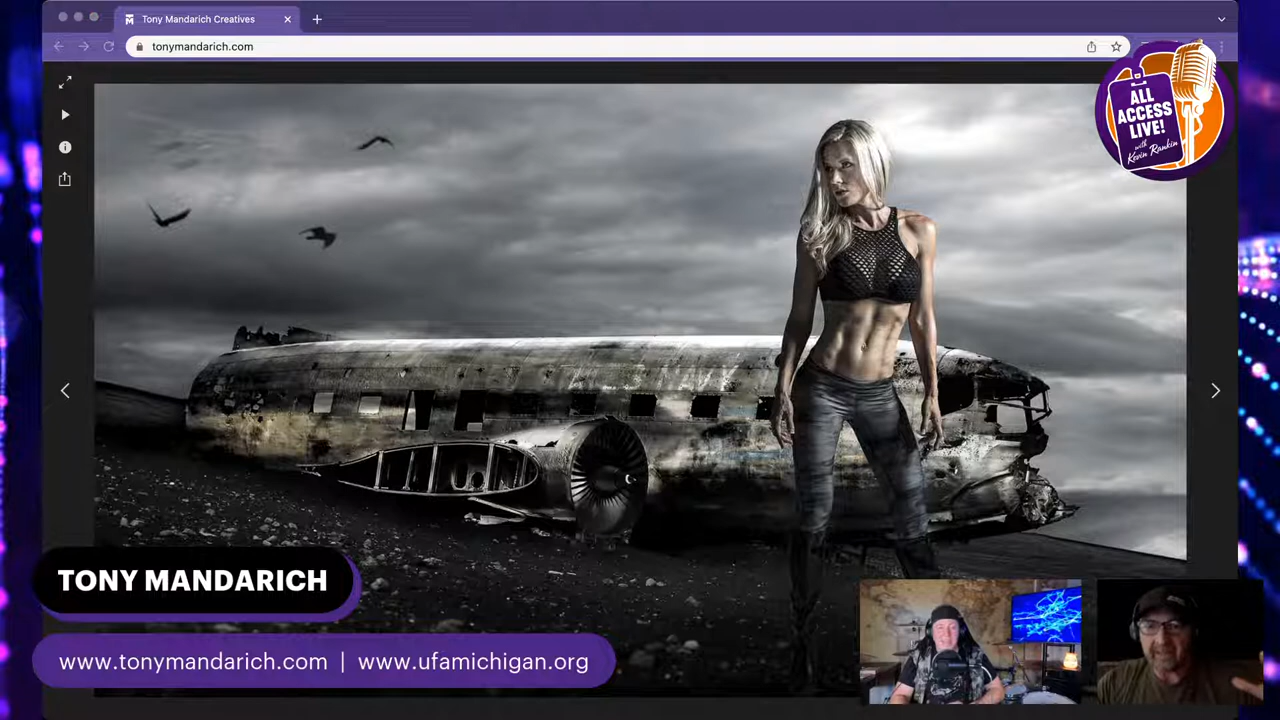 Tony Mandarich Creatives
tonymandarich.com
ALL
ACCESS
LIVE!
with
Kevin Rankin
TONY MANDARICH
www.tonymandarich.com | www.ufamichigan.org